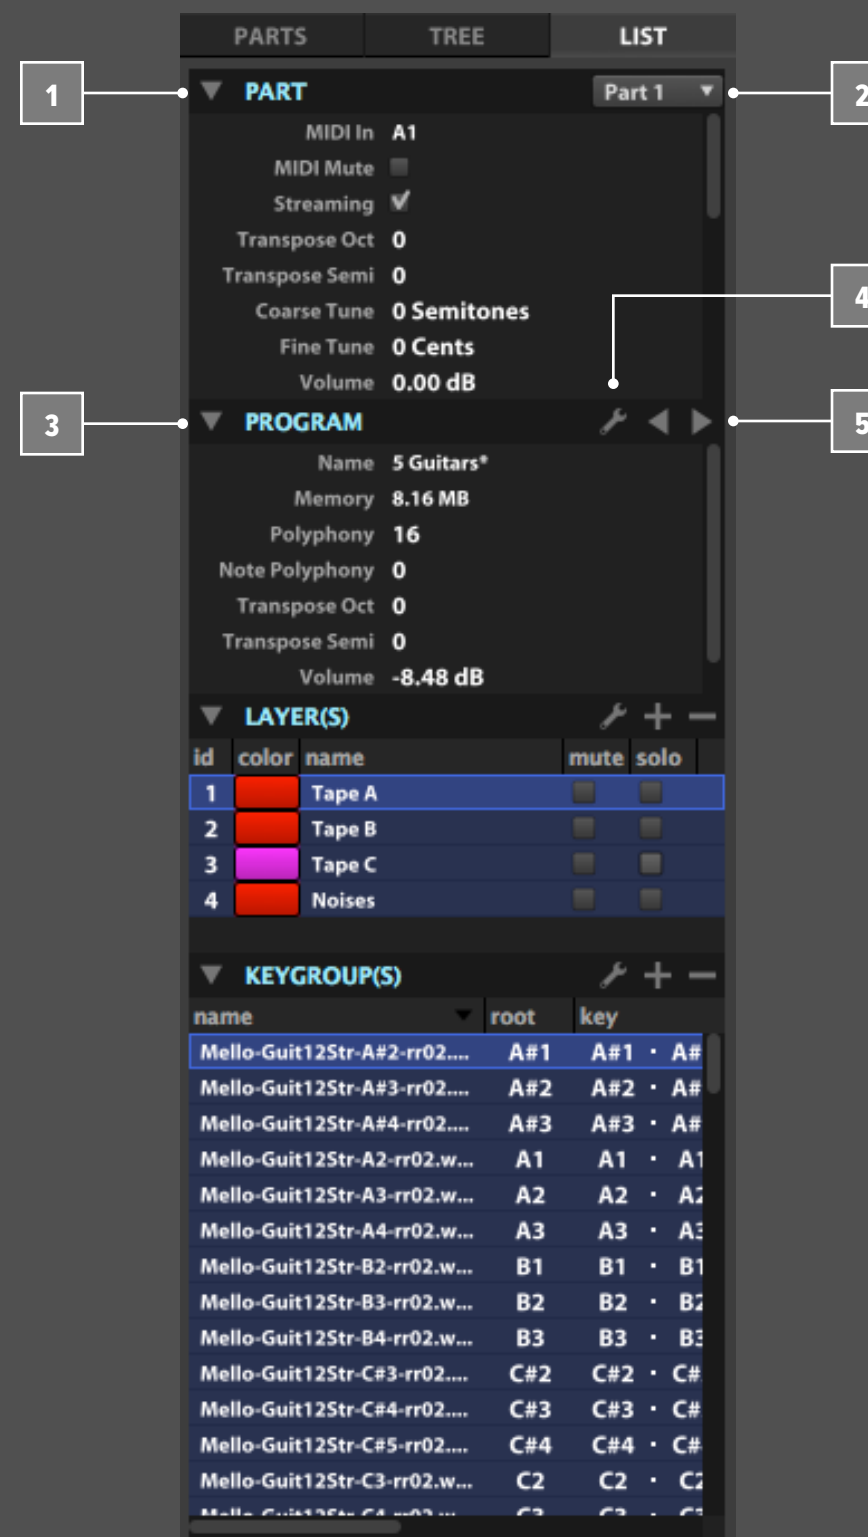 PARTS TREE LIST
1 PART Part 1 2
MIDI In A1
MIDI Mute
Streaming
Transpose Oct 0
4
Transpose Semi 0
Coarse Tune 0 Semitones
Fine Tune 0 Cents
Volume 0.00 dB
3 PROGRAM 5
Name 5 Guitars*
Memory 8.16 MB
Polyphony 16
Note Polyphony 0
Transpose Oct 0
Transpose Semi 0
Volume -8.48 dB
LAYER(S)
id color name mute solo
1 Tape A
2 Tape B
3 Tape C
4 Noises
KEYGROUP(S)
name root key
Mello-Guit12Str-A#2-rr02.... A#1 A#1 · A#
Mello-Guit12Str-A#3-rr02.... A#2 A#2 · A#
Mello-Guit12Str-A#4-rr02.... A#3 A#3 · A#
Mello-Guit12Str-A2-rr02.w... A1 A1 · A1
Mello-Guit12Str-A3-rr02.w... A2 A2 · A2
Mello-Guit12Str-A4-rr02.w... A3 A3 · A3
Mello-Guit12Str-B2-rr02.w... B1 B1 · B1
Mello-Guit12Str-B3-rr02.w... B2 B2 · B2
Mello-Guit12Str-B4-rr02.w... B3 B3 · B3
Mello-Guit12Str-C#3-rr02.... C#2 C#2 · C#
Mello-Guit12Str-C#4-rr02.... C#3 C#3 · C#
Mello-Guit12Str-C#5-rr02.... C#4 C#4 · C#
Mello-Guit12Str-C3-rr02.w... C2 C2 · C2